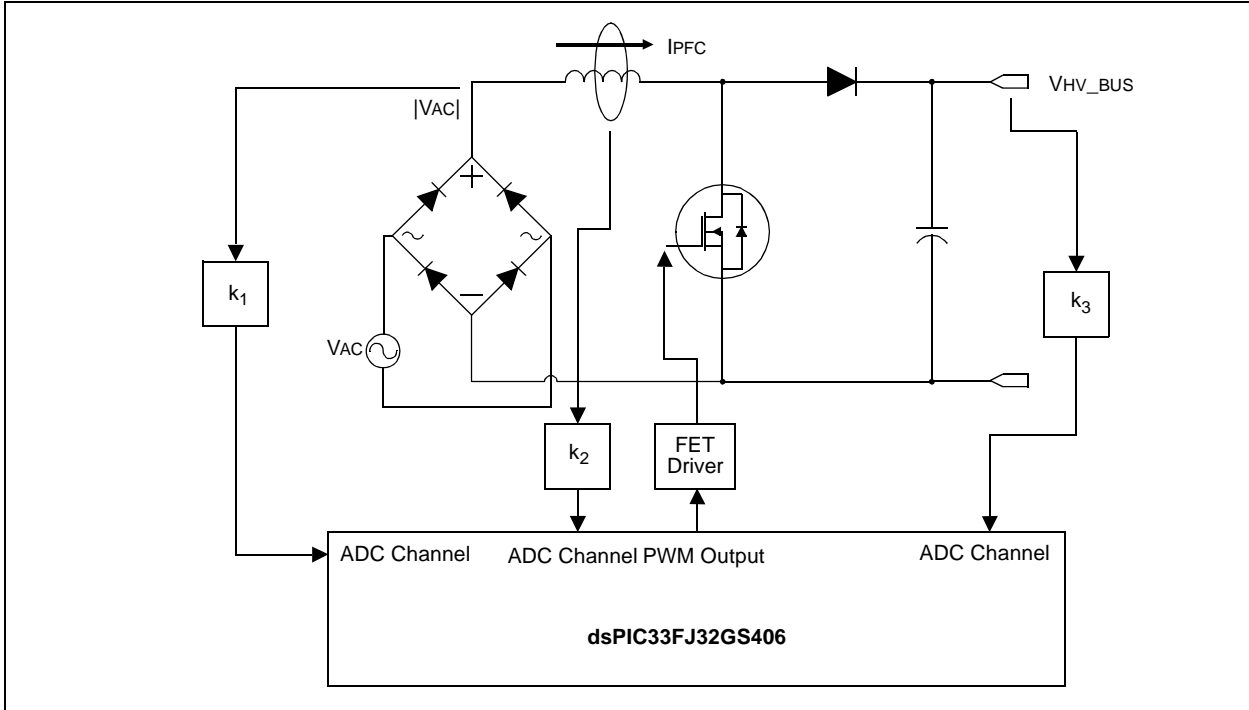 IPFC
|VAC|
VHV_BUS
k1
k3
VAC
k2
FET
Driver
ADC Channel
ADC Channel
PWM Output
ADC Channel
dsPIC33FJ32GS406